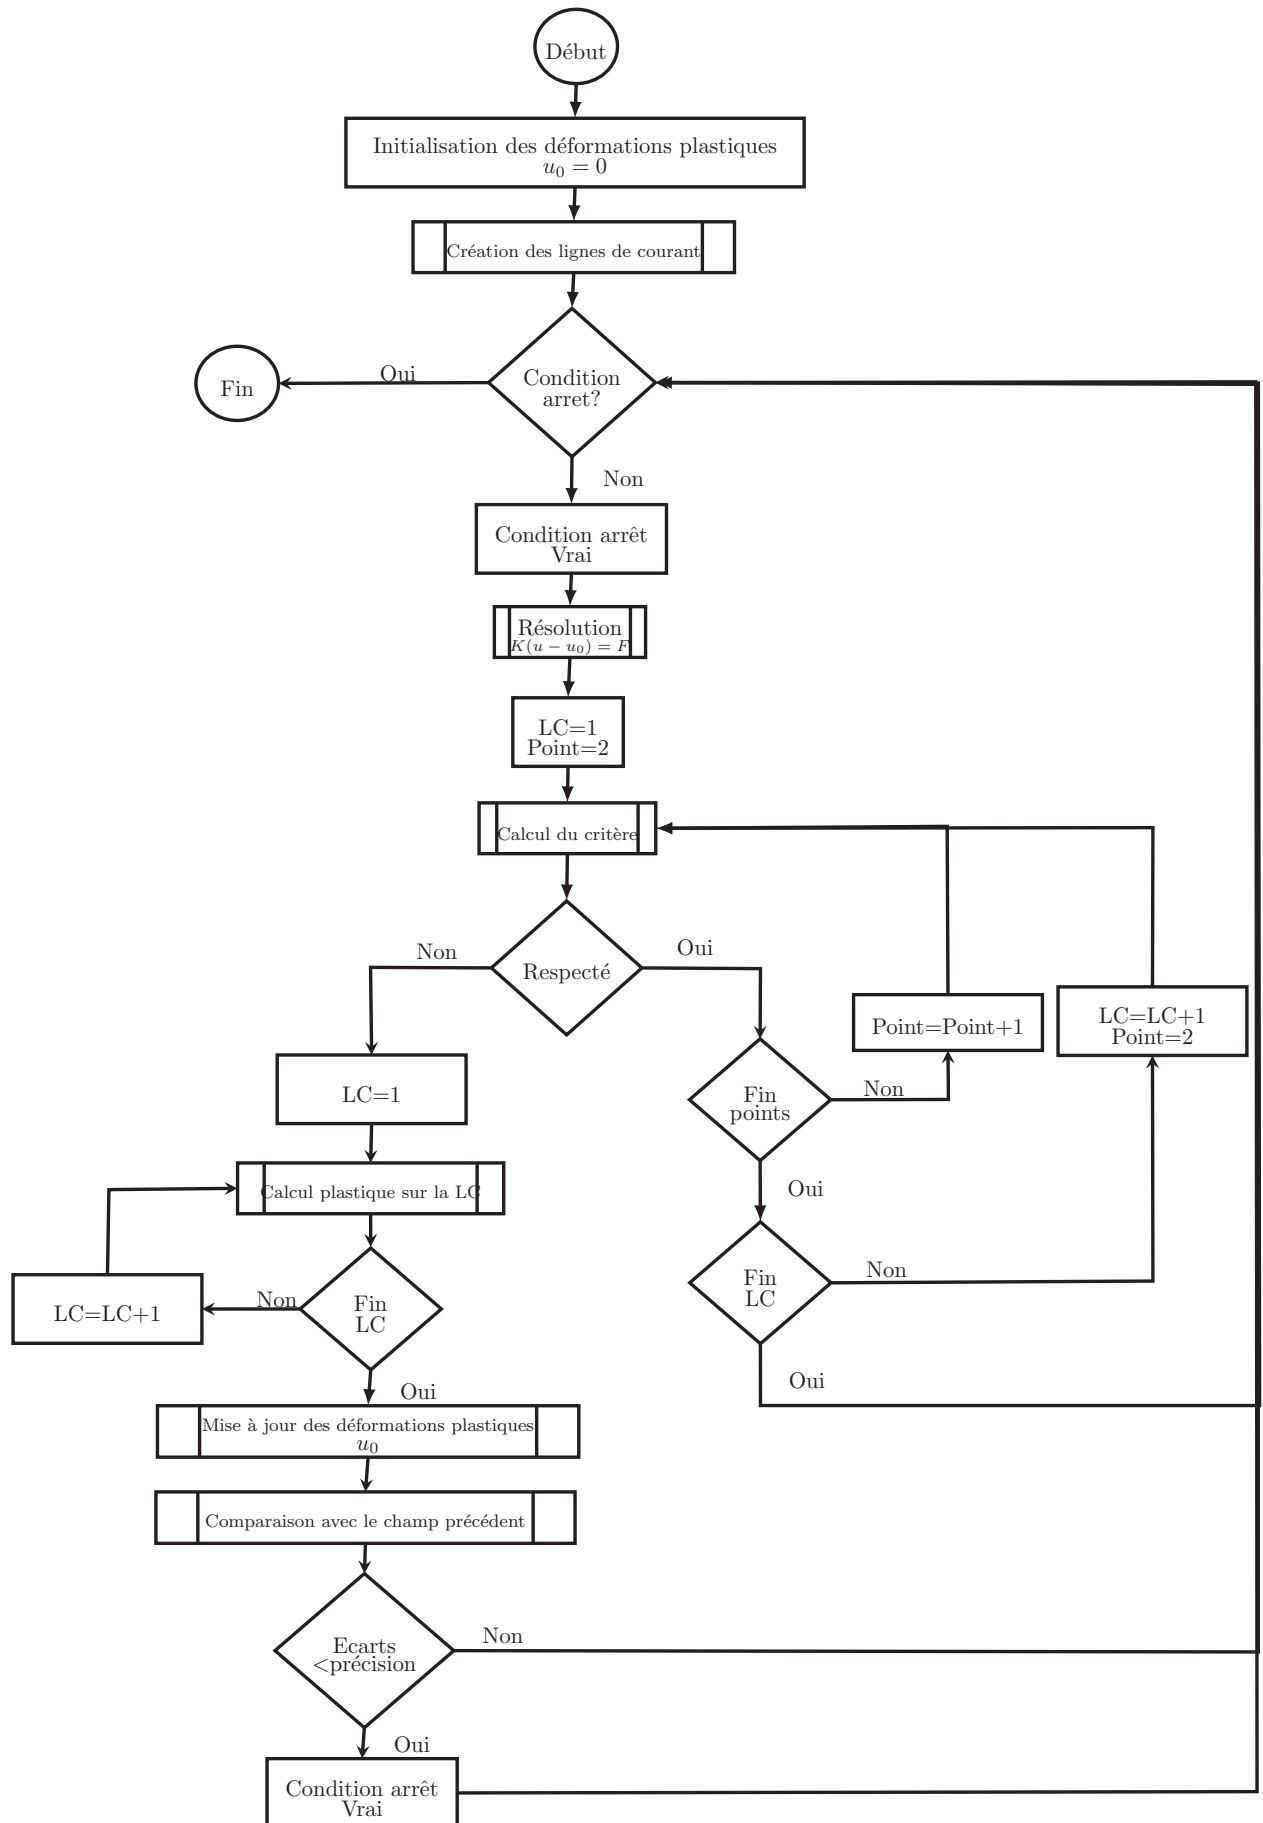 Début
Initialisation des déformations plastiques
u₀ = 0
Création des lignes de courant
Oui
Fin
Condition
arret?
Non
Condition arrêt
Vrai
Résolution
K(u − u₀) = F
LC=1
Point=2
Calcul du critère
Non
Oui
Respecté
Point=Point+1
LC=LC+1
Point=2
LC=1
Fin
points
Non
Calcul plastique sur la LC
Oui
LC=LC+1
Non
Fin
LC
Fin
LC
Non
Oui
Oui
Mise à jour des déformations plastiques
u₀
Comparaison avec le champ précédent
Ecarts
<précision
Non
Oui
Condition arrêt
Vrai